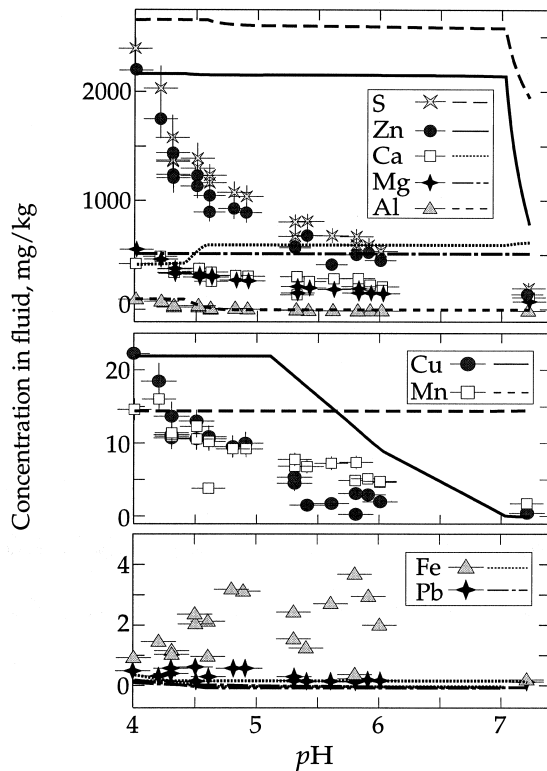 Concentration in fluid, mg/kg
2000
1000
0
S
Zn
Ca
Mg
Al
20
10
0
Cu
Mn
4
2
0
Fe
Pb
4
5
6
7
pH